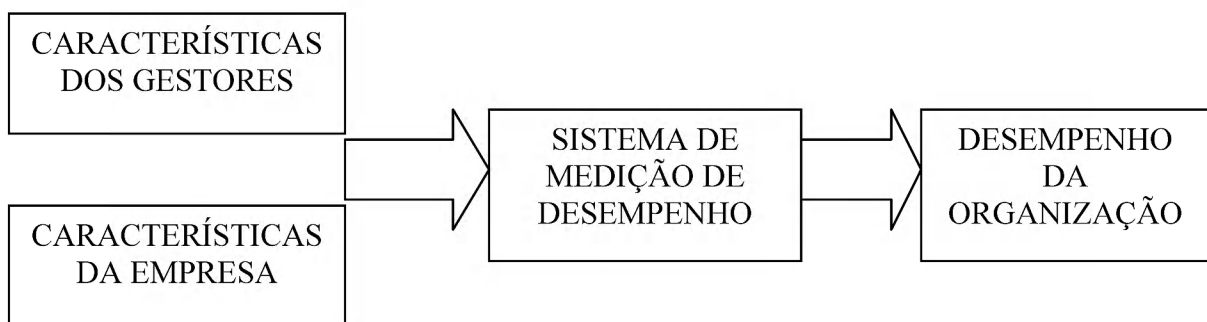 CARACTERÍSTICAS
DOS GESTORES
CARACTERÍSTICAS
DA EMPRESA
SISTEMA DE
MEDIÇÃO DE
DESEMPENHO
DESEMPENHO
DA
ORGANIZAÇÃO